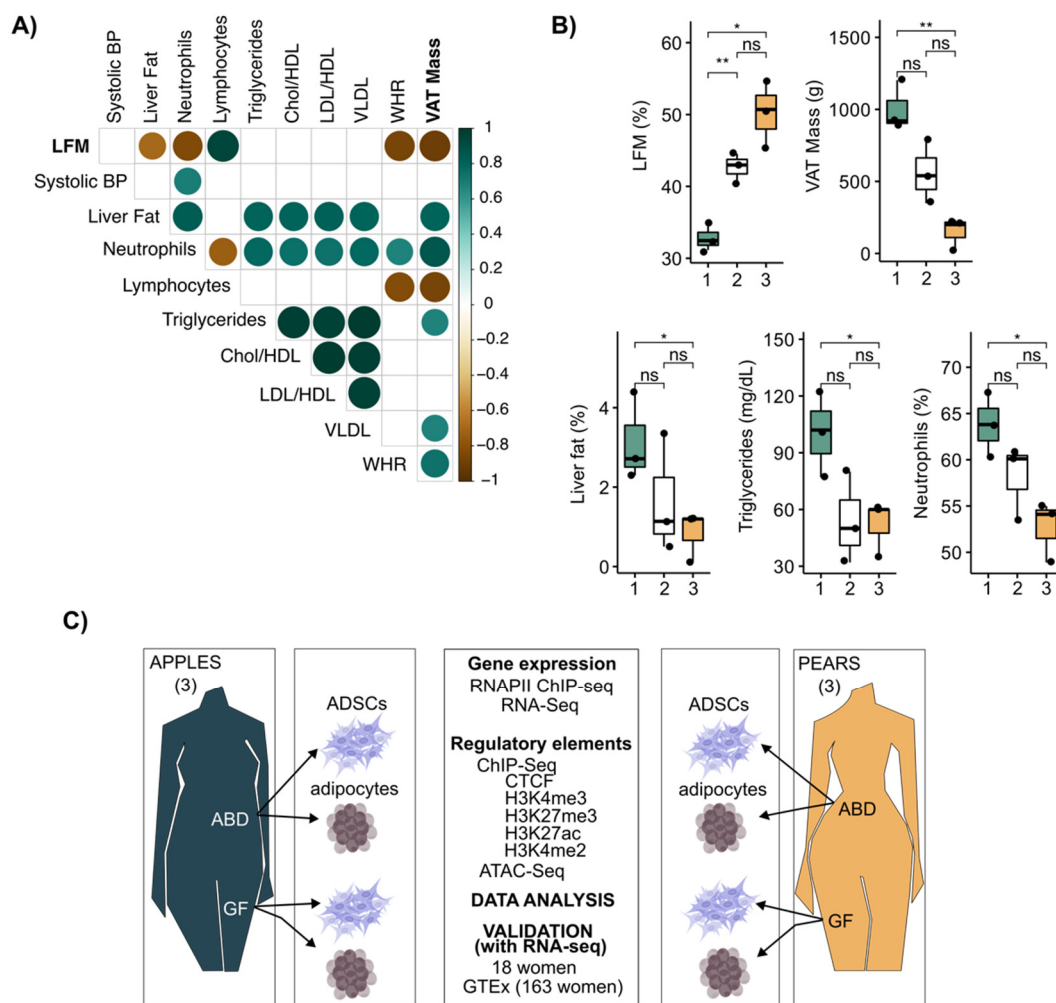 A)
Systolic BP
Liver Fat
Neutrophils
Lymphocytes
Triglycerides
Chol/HDL
LDL/HDL
VLDL
WHR
VAT Mass
LFM
Systolic BP
Liver Fat
Neutrophils
Lymphocytes
Triglycerides
Chol/HDL
LDL/HDL
VLDL
WHR
1
0.8
0.6
0.4
0.2
0
−0.2
−0.4
−0.6
−0.8
−1
B)
LFM (%)
60
50
40
30
*
ns
**
1 2 3
VAT Mass (g)
1500
1000
500
0
**
ns
ns
1 2 3
Liver fat (%)
4
2
0
*
ns
ns
1 2 3
Triglycerides (mg/dL)
150
120
90
60
30
*
ns
ns
1 2 3
Neutrophils (%)
70
65
60
55
50
*
ns
ns
1 2 3
C)
APPLES
(3)
ABD
GF
ADSCs
adipocytes
Gene expression
RNAPII ChIP-seq
RNA-Seq
Regulatory elements
ChIP-Seq
CTCF
H3K4me3
H3K27me3
H3K27ac
H3K4me2
ATAC-Seq
DATA ANALYSIS
VALIDATION
(with RNA-seq)
18 women
GTEx (163 women)
ADSCs
adipocytes
PEARS
(3)
ABD
GF